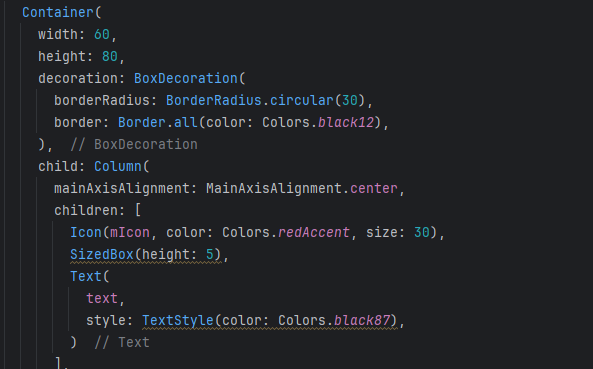 Container(
width: 60,
height: 80,
decoration: BoxDecoration(
borderRadius: BorderRadius.circular(30),
border: Border.all(color: Colors.black12),
), // BoxDecoration
child: Column(
mainAxisAlignment: MainAxisAlignment.center,
children: [
Icon(mIcon, color: Colors.redAccent, size: 30),
SizedBox(height: 5),
Text(
text,
style: TextStyle(color: Colors.black87),
) // Text
],